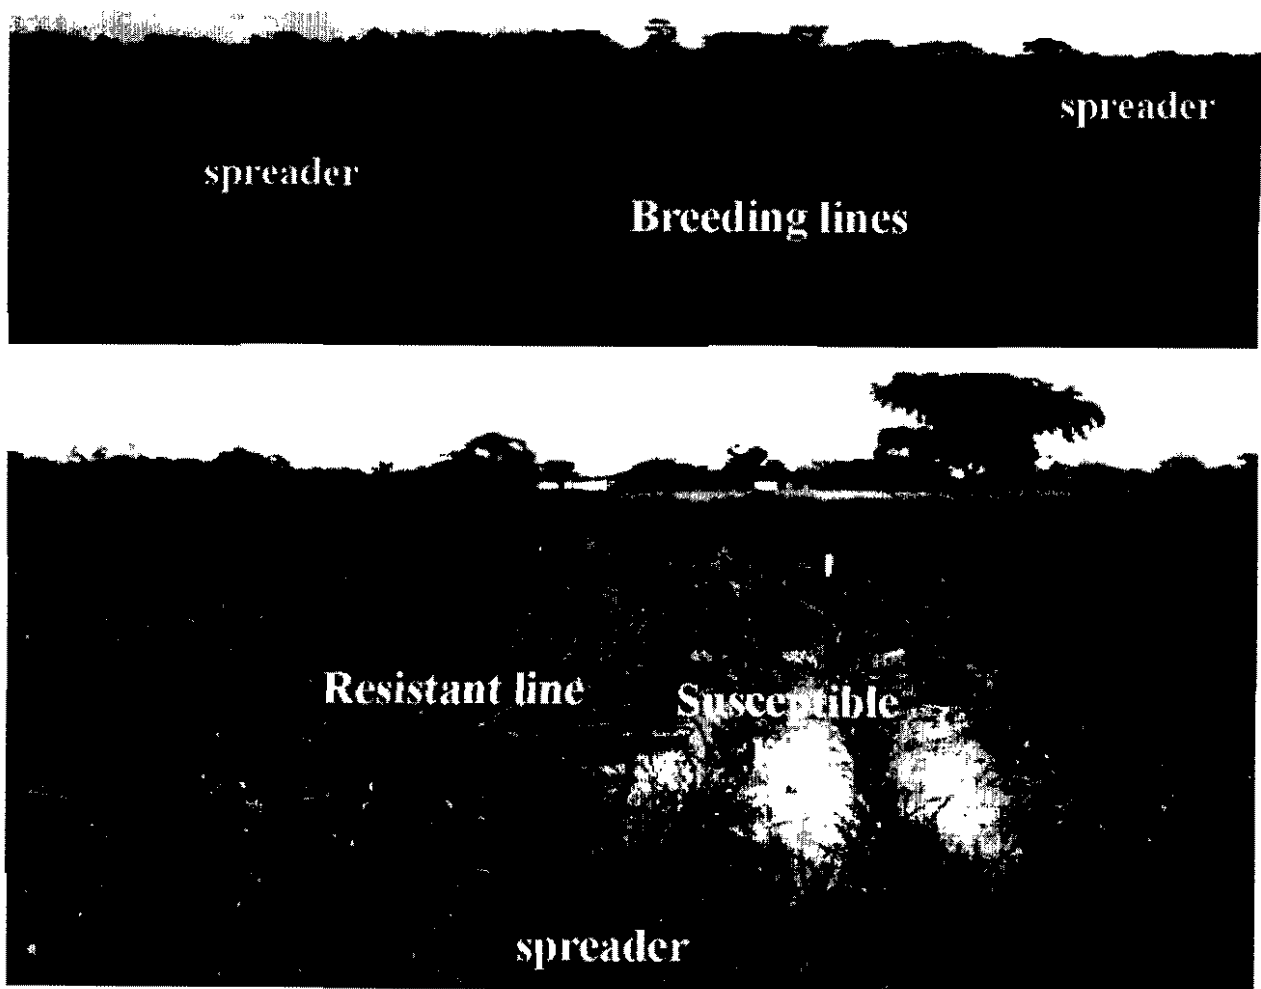 spreader
spreader
Breeding lines
Resistant line
Susceptible
spreader